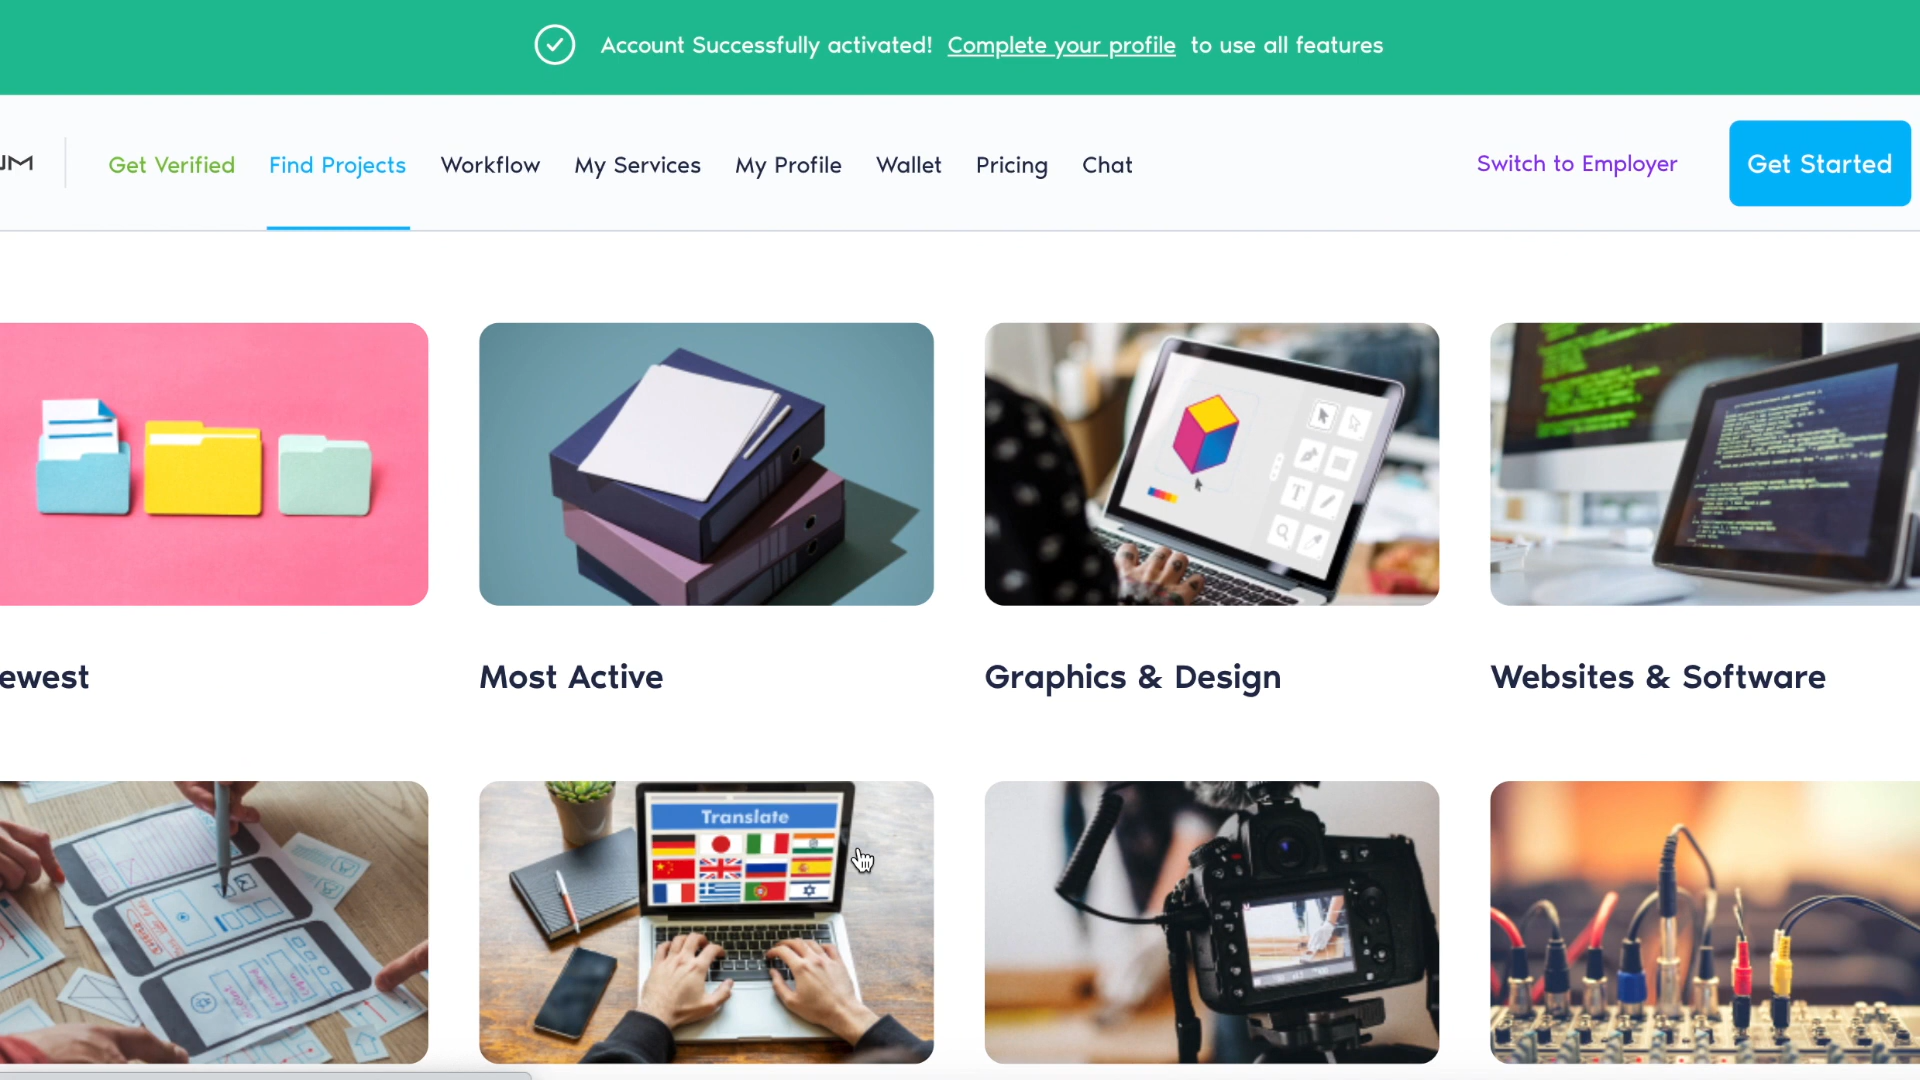 Account Successfully activated! Complete your profile to use all features
Get Verified Find Projects Workflow My Services My Profile Wallet Pricing Chat Switch to Employer Get Started
ewest
Most Active
Graphics & Design
Websites & Software
Translate